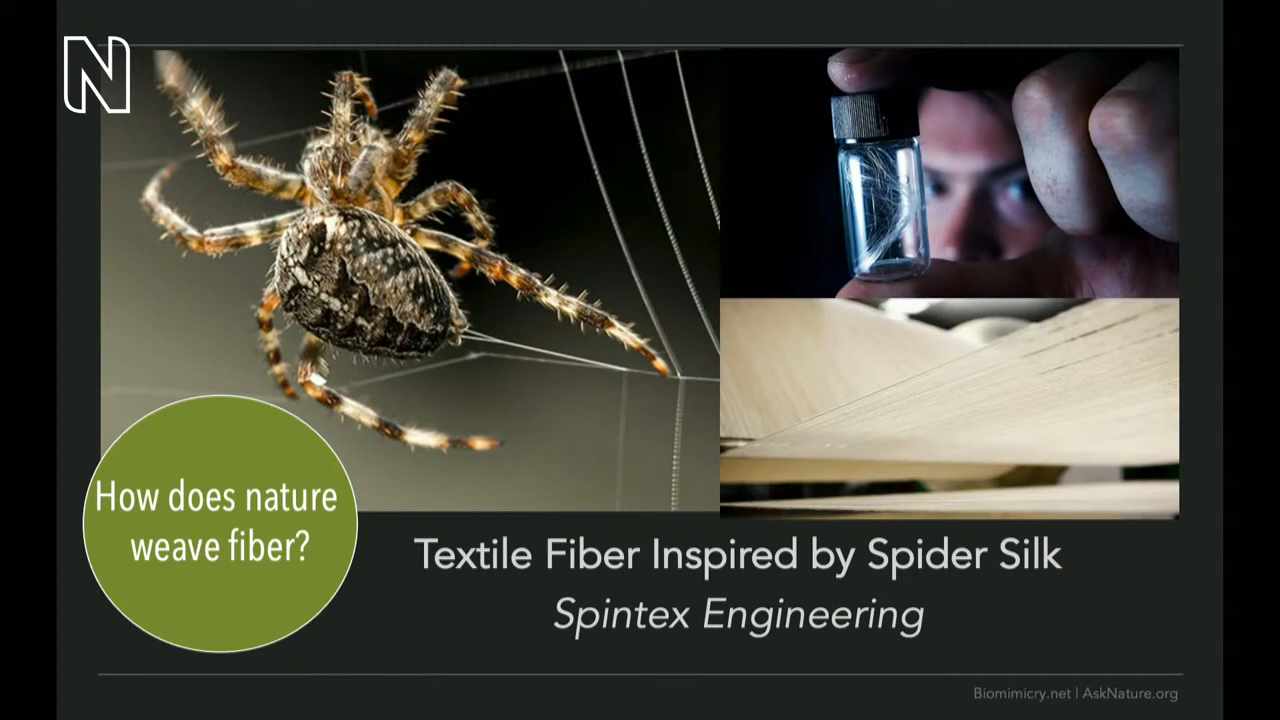 N
How does nature
weave fiber?
Textile Fiber Inspired by Spider Silk
Spintex Engineering
Biomimicry.net | AskNature.org